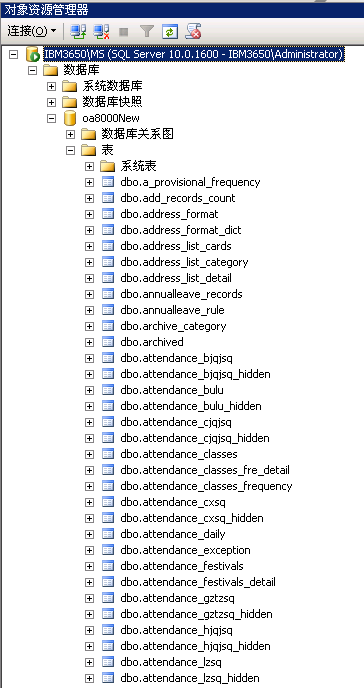 对象资源管理器
连接(O)
IBM3650\MS (SQL Server 10.0.1600 - IBM3650\Administrator)
数据库
系统数据库
数据库快照
oa8000New
数据库关系图
表
系统表
dbo.a_provisional_frequency
dbo.add_records_count
dbo.address_format
dbo.address_format_dict
dbo.address_list_cards
dbo.address_list_category
dbo.address_list_detail
dbo.annualleave_records
dbo.annualleave_rule
dbo.archive_category
dbo.archived
dbo.attendance_bjqjsq
dbo.attendance_bjqjsq_hidden
dbo.attendance_bulu
dbo.attendance_bulu_hidden
dbo.attendance_cjqjsq
dbo.attendance_cjqjsq_hidden
dbo.attendance_classes
dbo.attendance_classes_fre_detail
dbo.attendance_classes_frequency
dbo.attendance_cxsq
dbo.attendance_cxsq_hidden
dbo.attendance_daily
dbo.attendance_exception
dbo.attendance_festivals
dbo.attendance_festivals_detail
dbo.attendance_gztzsq
dbo.attendance_gztzsq_hidden
dbo.attendance_hjqjsq
dbo.attendance_hjqjsq_hidden
dbo.attendance_lzsq
dbo.attendance_lzsq_hidden